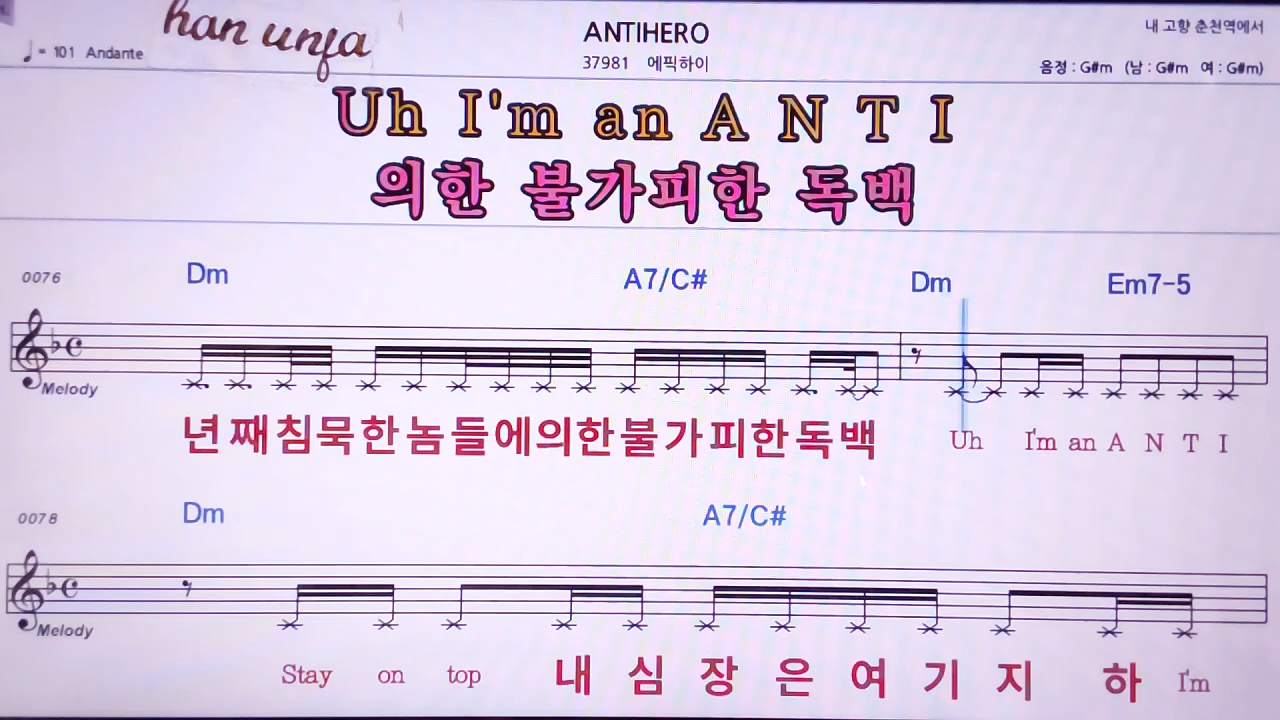 han unja
ANTIHERO
내 고향 춘천역에서
♩ = 101 Andante
37981 에픽하이
음정 : G#m (남 : G#m 여 : G#m)
Uh I'm an A N T I
의한 불가피한 독백
0076 Dm A7/C# Dm Em7-5
Melody
년째침묵한놈들에의한불가피한독백 Uh I'm an A N T I
0078 Dm A7/C#
Melody
Stay on top 내 심 장 은 여 기 지 하 I'm